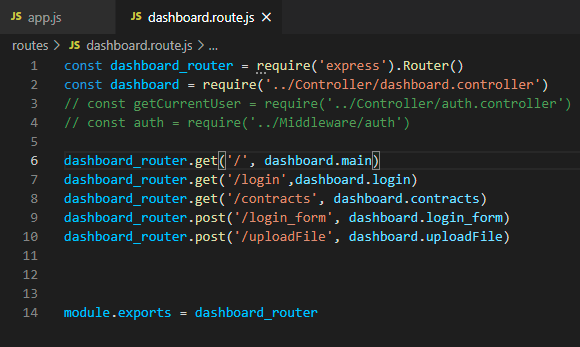 JS app.js JS dashboard.route.js ×
routes > JS dashboard.route.js > ...
1 const dashboard_router = require('express').Router()
2 const dashboard = require('../Controller/dashboard.controller')
3 // const getCurrentUser = require('../Controller/auth.controller')
4 // const auth = require('../Middleware/auth')
5
6 dashboard_router.get('/', dashboard.main)
7 dashboard_router.get('/login',dashboard.login)
8 dashboard_router.get('/contracts', dashboard.contracts)
9 dashboard_router.post('/login_form', dashboard.login_form)
10 dashboard_router.post('/uploadFile', dashboard.uploadFile)
11
12
13
14 module.exports = dashboard_router